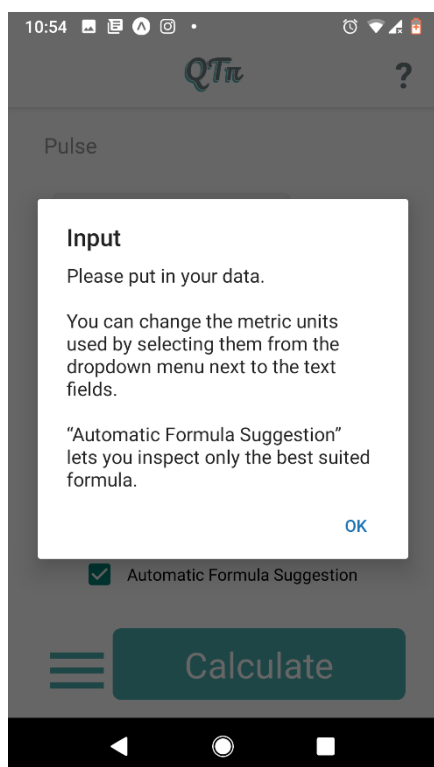 10:54
QTπ
?
Pulse
Input
Please put in your data.
You can change the metric units
used by selecting them from the
dropdown menu next to the text
fields.
“Automatic Formula Suggestion”
lets you inspect only the best suited
formula.
OK
Automatic Formula Suggestion
Calculate